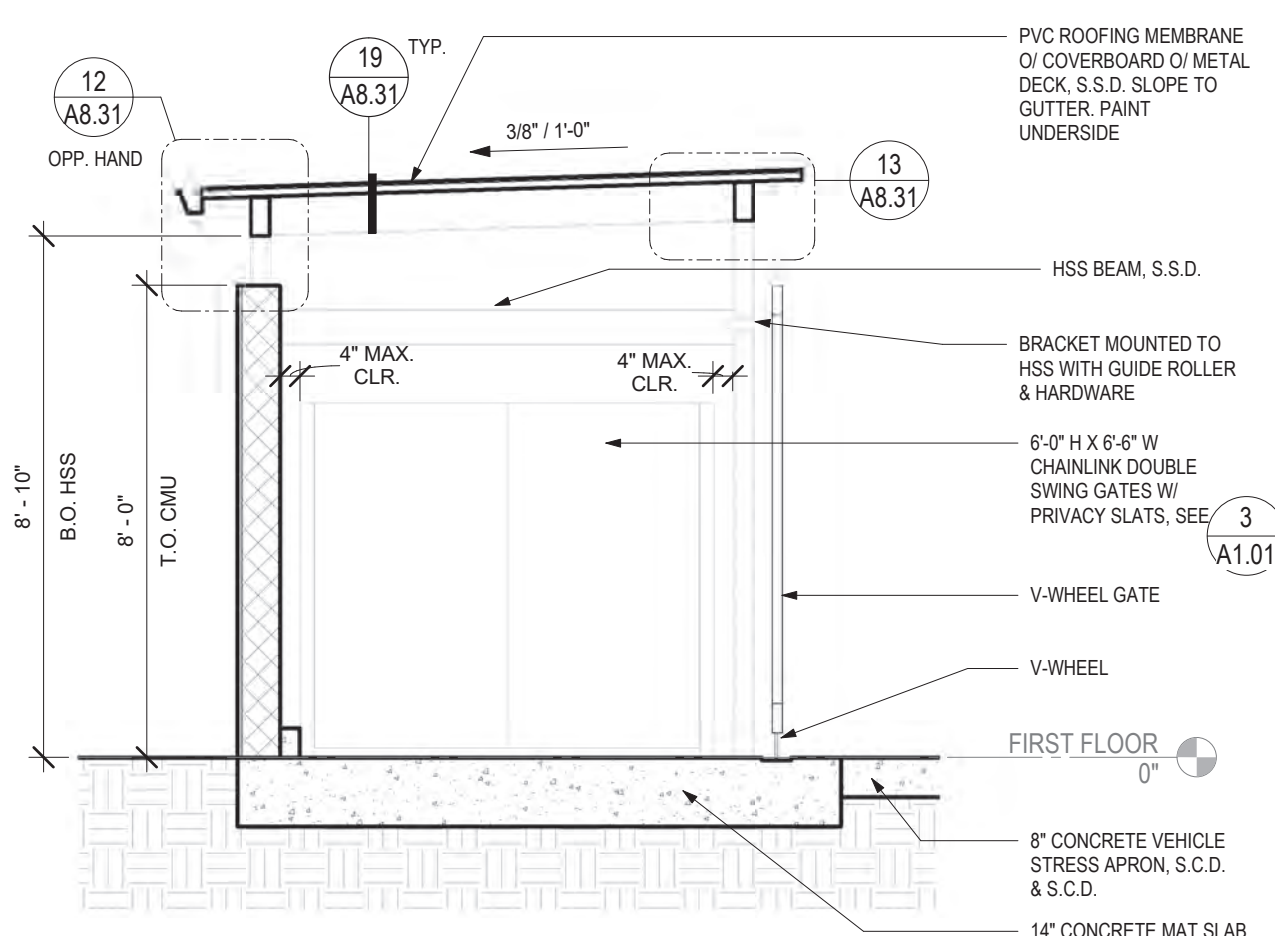 12
A8.31
OPP. HAND
19
A8.31
TYP.
3/8" / 1'-0"
13
A8.31
PVC ROOFING MEMBRANE
O/ COVERBOARD O/ METAL
DECK, S.S.D. SLOPE TO
GUTTER. PAINT
UNDERSIDE
HSS BEAM, S.S.D.
BRACKET MOUNTED TO
HSS WITH GUIDE ROLLER
& HARDWARE
4" MAX.
CLR.
4" MAX.
CLR.
6'-0" H X 6'-6" W
CHAINLINK DOUBLE
SWING GATES W/
PRIVACY SLATS, SEE
3
A1.01
8' - 10"
B.O. HSS
8' - 0"
T.O. CMU
V-WHEEL GATE
V-WHEEL
FIRST FLOOR
0"
8" CONCRETE VEHICLE
STRESS APRON, S.C.D.
& S.C.D.
14" CONCRETE MAT SLAB